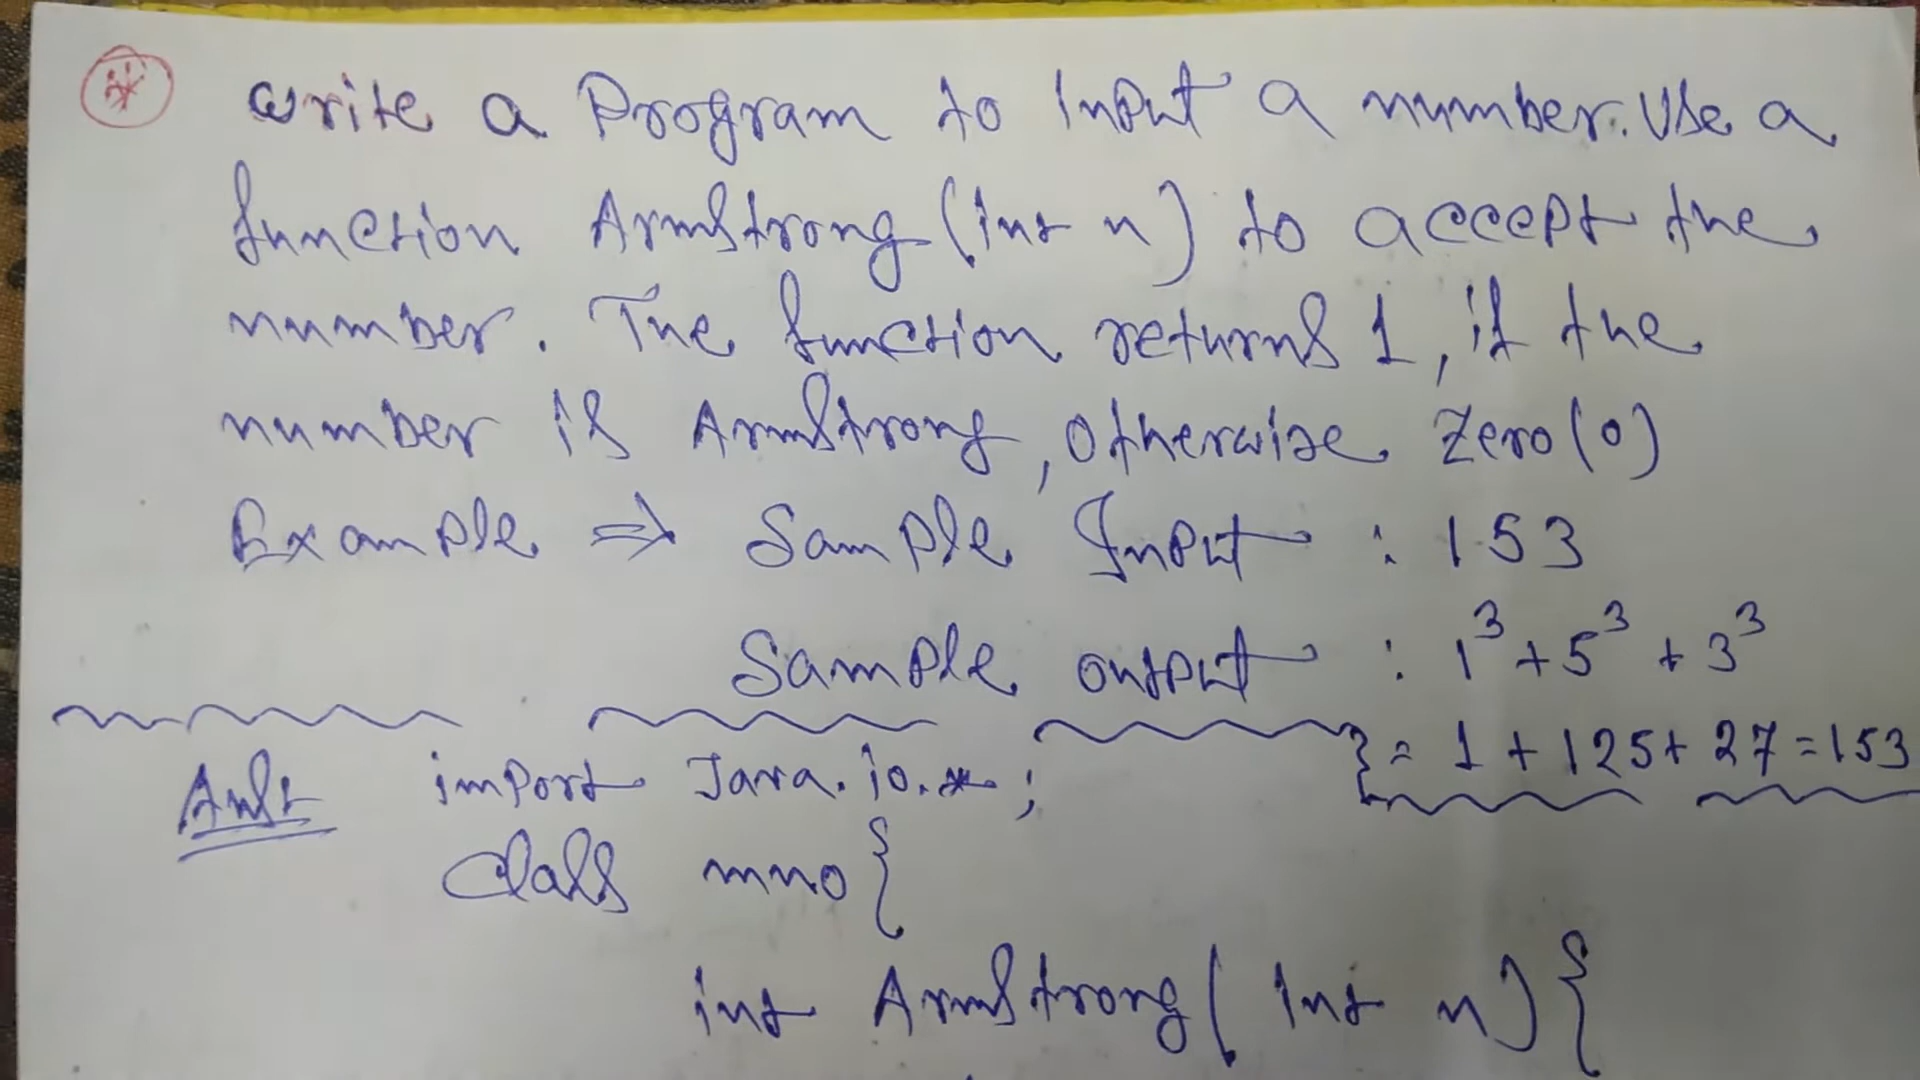 * Write a Program to input a number. Use a
function Armstrong (int n) to accept the
number. The function returns 1, if the
number is Armstrong, otherwise zero(0)
Example ⇒ Sample Input : 153
Sample output : 1³ + 5³ + 3³
= 1 + 125 + 27 = 153
Ans: import Java.io.*;
Class mno{
int Armstrong( int n) {